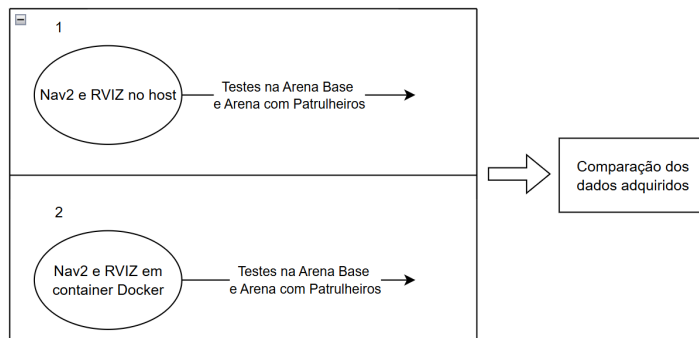 1
Nav2 e RVIZ no host
Testes na Arena Base
e Arena com Patrulheiros
2
Nav2 e RVIZ em
container Docker
Testes na Arena Base
e Arena com Patrulheiros
Comparação dos
dados adquiridos